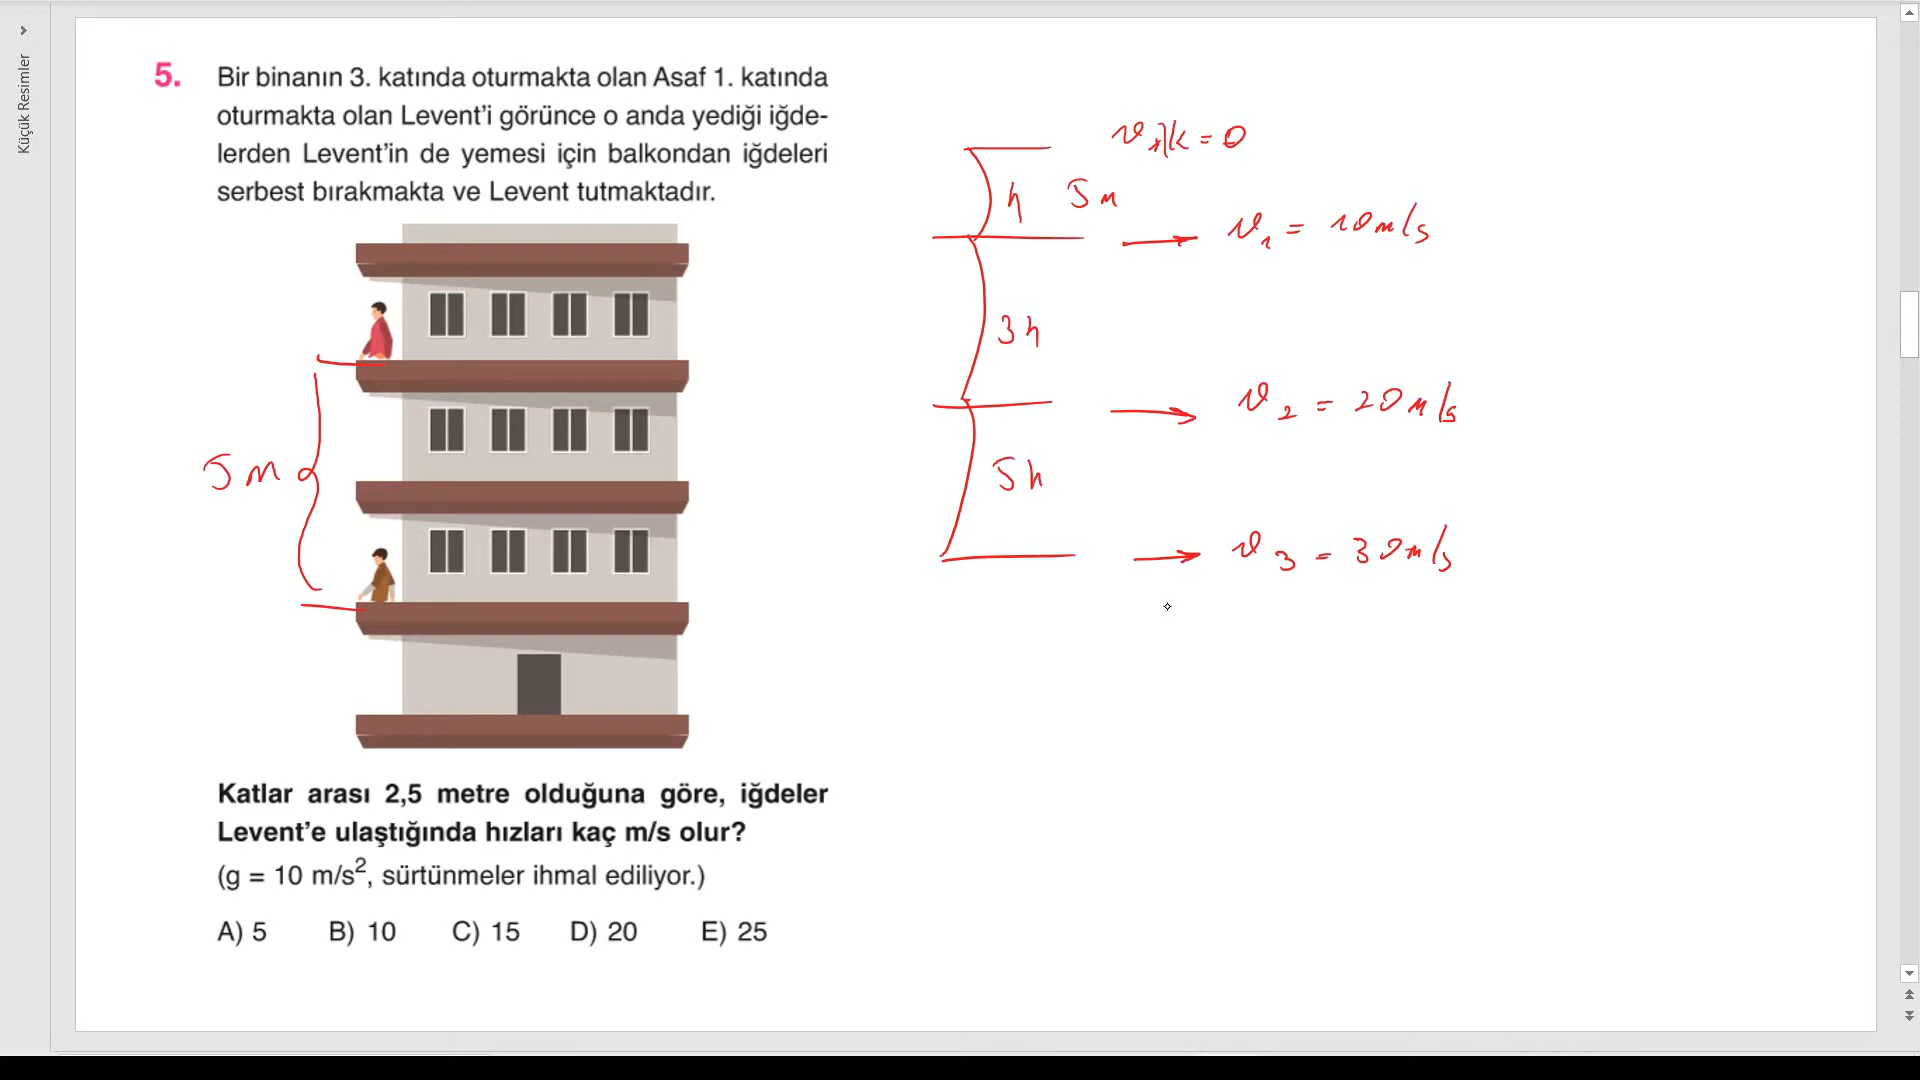 Küçük Resimler
5. Bir binanın 3. katında oturmakta olan Asaf 1. katında
oturmakta olan Levent’i görünce o anda yediği iğde-
lerden Levent’in de yemesi için balkondan iğdeleri
serbest bırakmakta ve Levent tutmaktadır.
5 m
Katlar arası 2,5 metre olduğuna göre, iğdeler
Levent’e ulaştığında hızları kaç m/s olur?
(g = 10 m/s², sürtünmeler ihmal ediliyor.)
A) 5 B) 10 C) 15 D) 20 E) 25
v ilk = 0
h 5 m
v₁ = 10 m/s
3h
v₂ = 20 m/s
5h
v₃ = 30 m/s